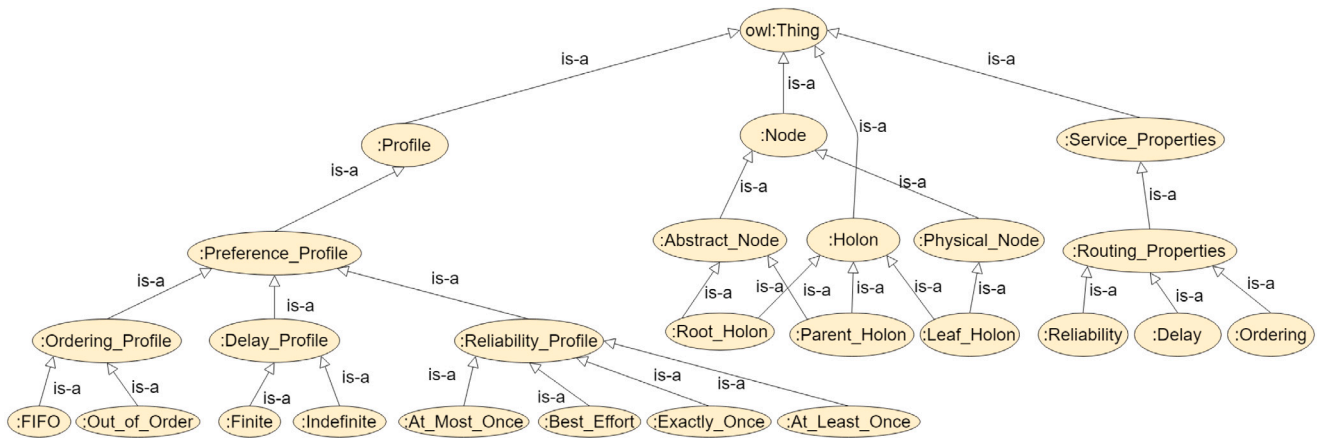 owl:Thing
is-a
is-a
is-a
is-a
:Profile
:Node
:Service_Properties
is-a
is-a
is-a
is-a
:Preference_Profile
:Abstract_Node
:Holon
:Physical_Node
:Routing_Properties
is-a
is-a
is-a
is-a
is-a
is-a
is-a
is-a
is-a
is-a
is-a
is-a
:Ordering_Profile
:Delay_Profile
:Reliability_Profile
:Root_Holon
:Parent_Holon
:Leaf_Holon
:Reliability
:Delay
:Ordering
is-a
is-a
is-a
is-a
is-a
is-a
is-a
is-a
:FIFO
:Out_of_Order
:Finite
:Indefinite
:At_Most_Once
:Best_Effort
:Exactly_Once
:At_Least_Once